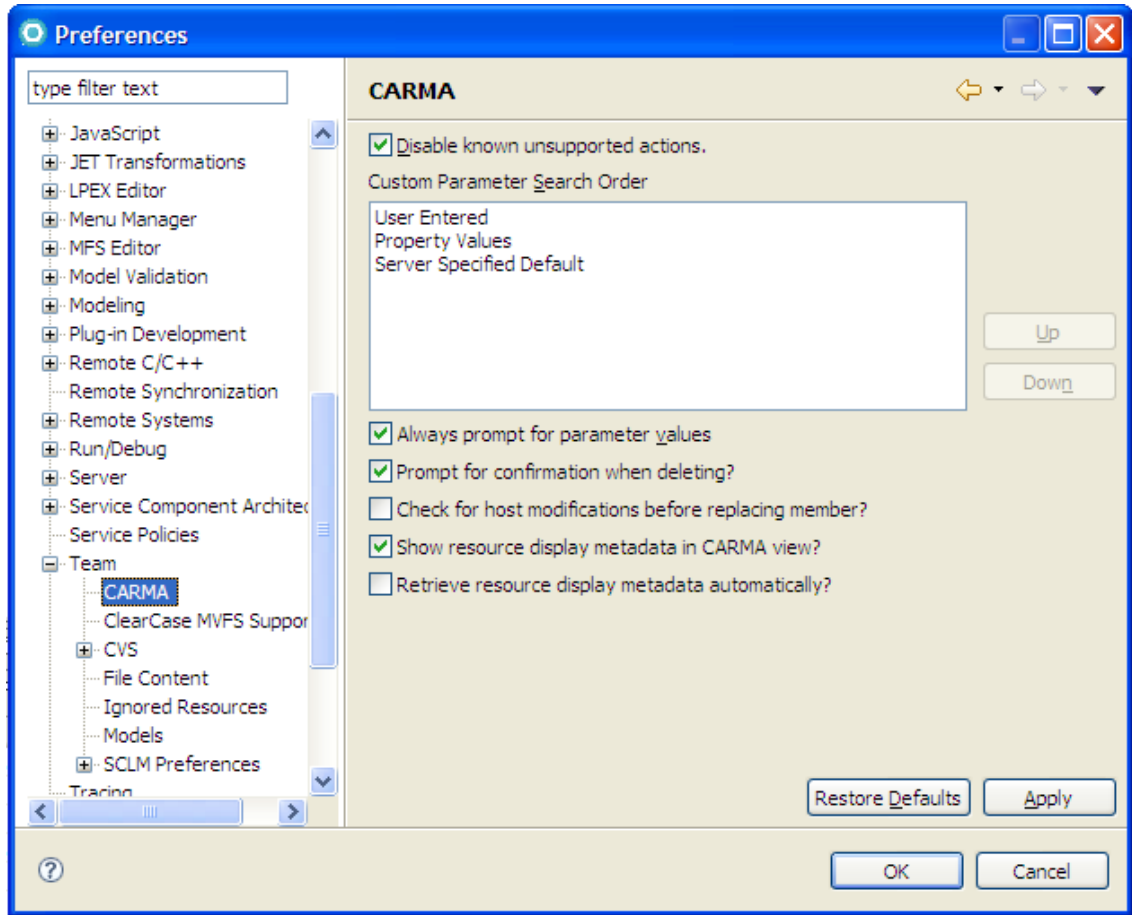 Preferences
type filter text
JavaScript
JET Transformations
LPEX Editor
Menu Manager
MFS Editor
Model Validation
Modeling
Plug-in Development
Remote C/C++
Remote Synchronization
Remote Systems
Run/Debug
Server
Service Component Architec
Service Policies
Team
CARMA
ClearCase MVFS Suppor
CVS
File Content
Ignored Resources
Models
SCLM Preferences
Tracing
CARMA
Disable known unsupported actions.
Custom Parameter Search Order
User Entered
Property Values
Server Specified Default
Up
Down
Always prompt for parameter values
Prompt for confirmation when deleting?
Check for host modifications before replacing member?
Show resource display metadata in CARMA view?
Retrieve resource display metadata automatically?
Restore Defaults
Apply
?
OK
Cancel